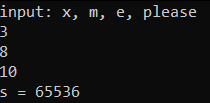 input: x, m, e, please
3
8
10
s = 65536